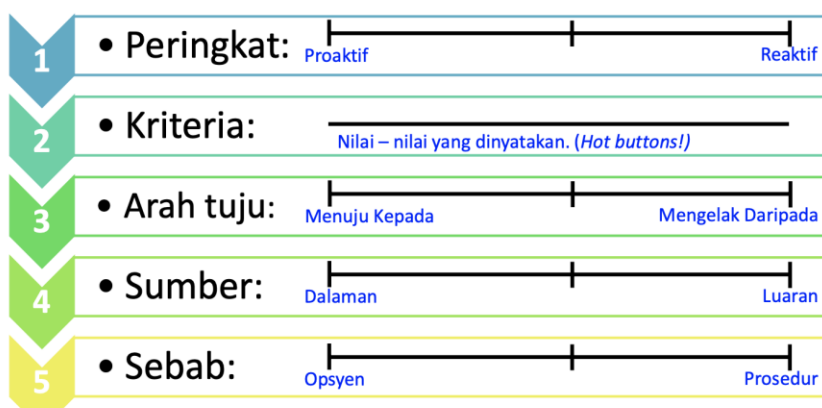 1
• Peringkat:
Proaktif
Reaktif
2
• Kriteria:
Nilai – nilai yang dinyatakan. (Hot buttons!)
3
• Arah tuju:
Menuju Kepada
Mengelak Daripada
4
• Sumber:
Dalaman
Luaran
5
• Sebab:
Opsyen
Prosedur